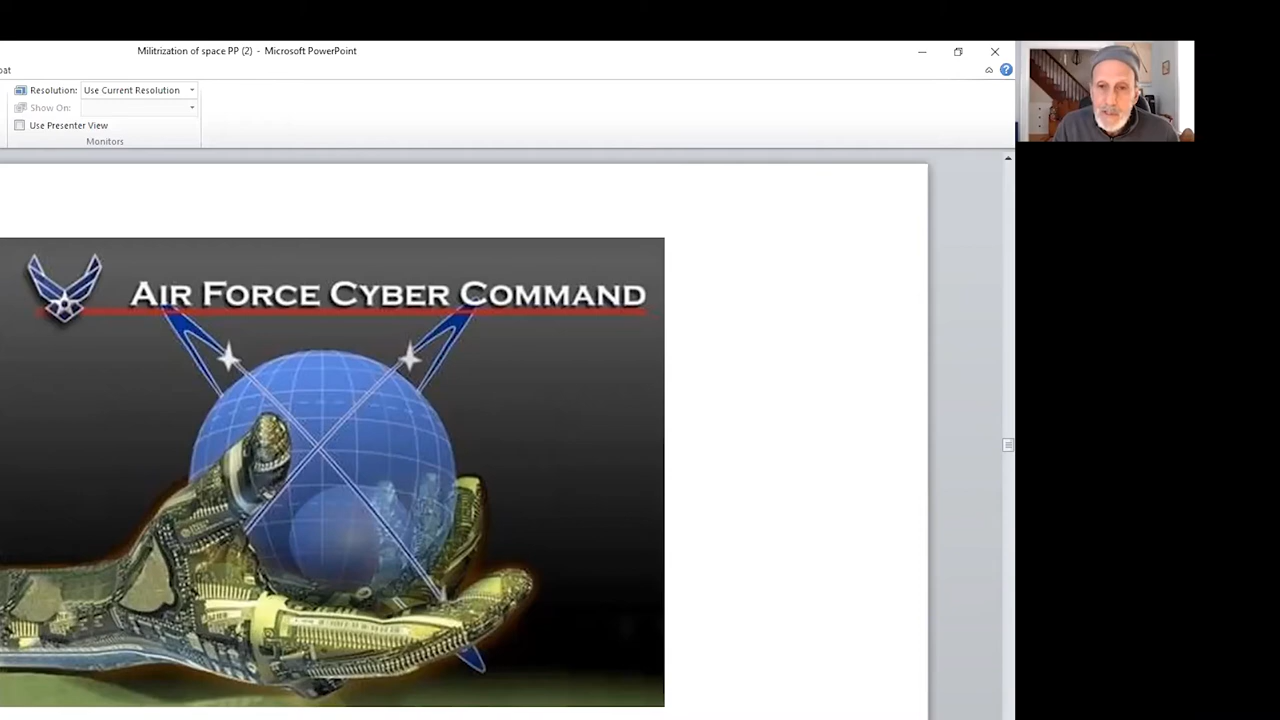 Militrization of space PP (2) - Microsoft PowerPoint
oat
Resolution: Use Current Resolution
Show On:
Use Presenter View
Monitors
AIR FORCE CYBER COMMAND